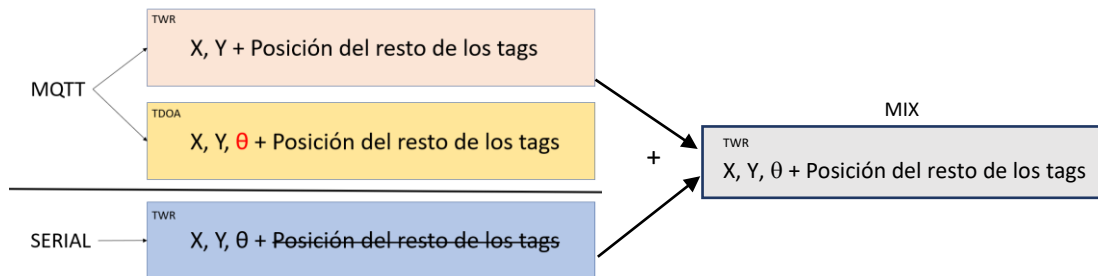 TWR
X, Y + Posición del resto de los tags
MQTT
TDOA
X, Y, θ + Posición del resto de los tags
TWR
SERIAL
X, Y, θ + Posición del resto de los tags
+
MIX
TWR
X, Y, θ + Posición del resto de los tags